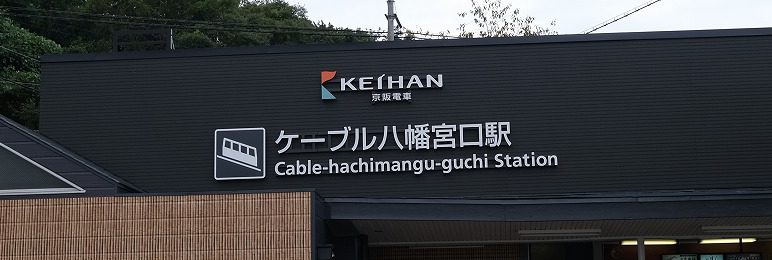 KEIHAN
京阪電車
ケーブル八幡宮口駅
Cable-hachimangu-guchi Station